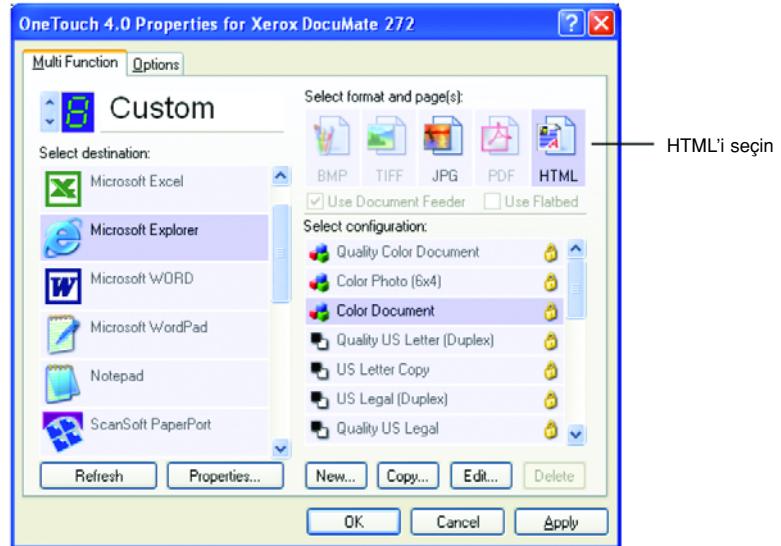 OneTouch 4.0 Properties for Xerox DocuMate 272
Multi Function
Options
8
Custom
Select destination:
Microsoft Excel
Microsoft Explorer
Microsoft WORD
Microsoft WordPad
Notepad
ScanSoft PaperPort
Refresh
Properties...
Select format and page(s):
BMP
TIFF
JPG
PDF
HTML
HTML'i seçin
Use Document Feeder
Use Flatbed
Select configuration:
Quality Color Document
Color Photo (6x4)
Color Document
Quality US Letter (Duplex)
US Letter Copy
US Legal (Duplex)
Quality US Legal
New...
Copy...
Edit...
Delete
OK
Cancel
Apply